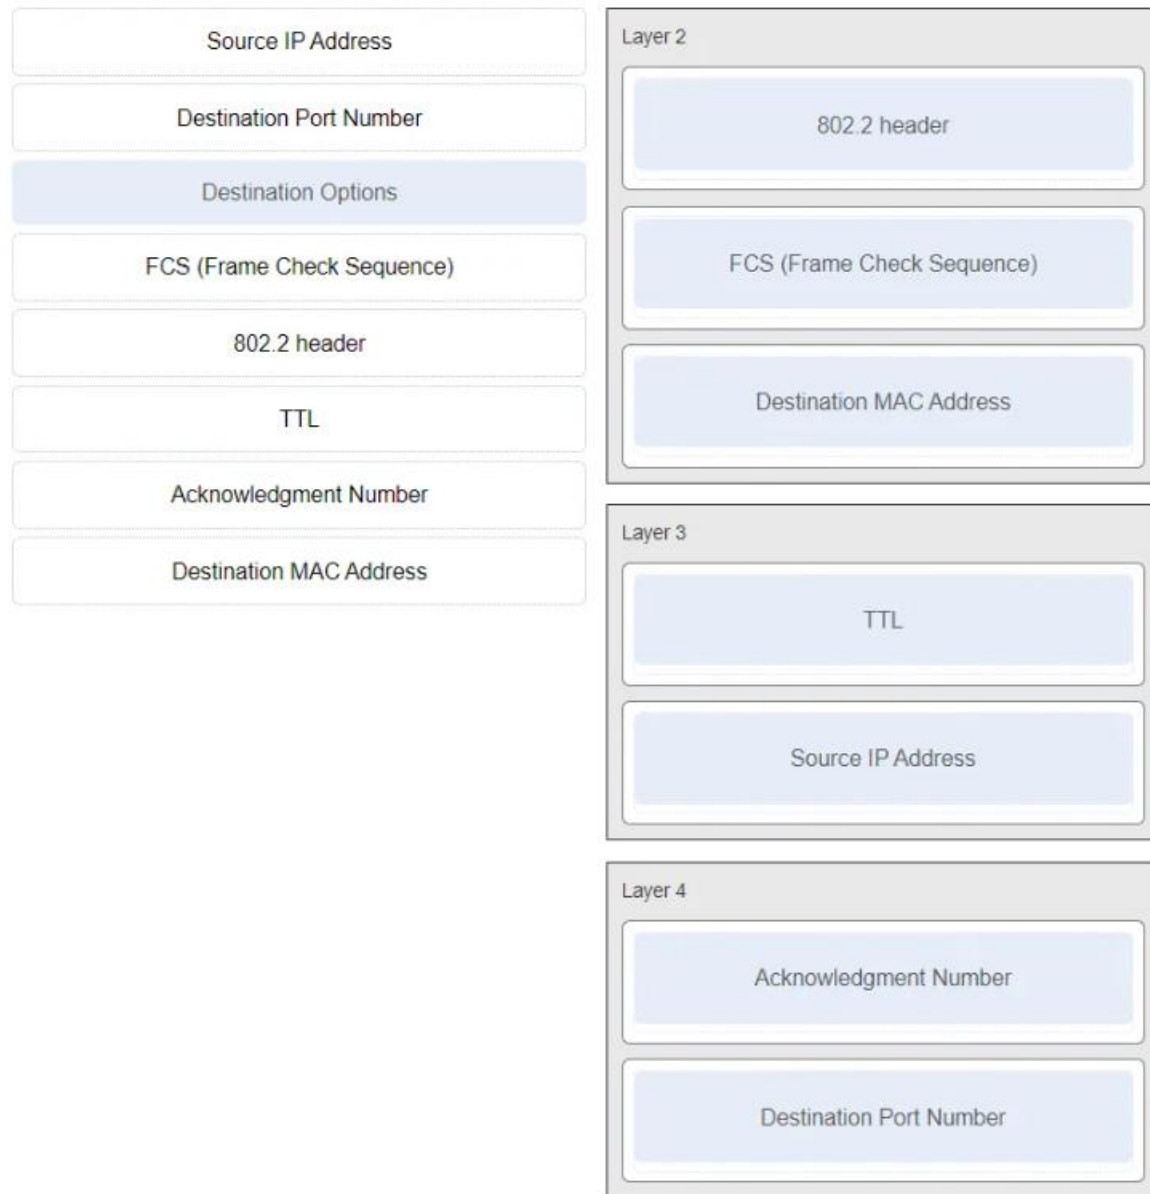 Source IP Address
Destination Port Number
Destination Options
FCS (Frame Check Sequence)
802.2 header
TTL
Acknowledgment Number
Destination MAC Address
Layer 2
802.2 header
FCS (Frame Check Sequence)
Destination MAC Address
Layer 3
TTL
Source IP Address
Layer 4
Acknowledgment Number
Destination Port Number